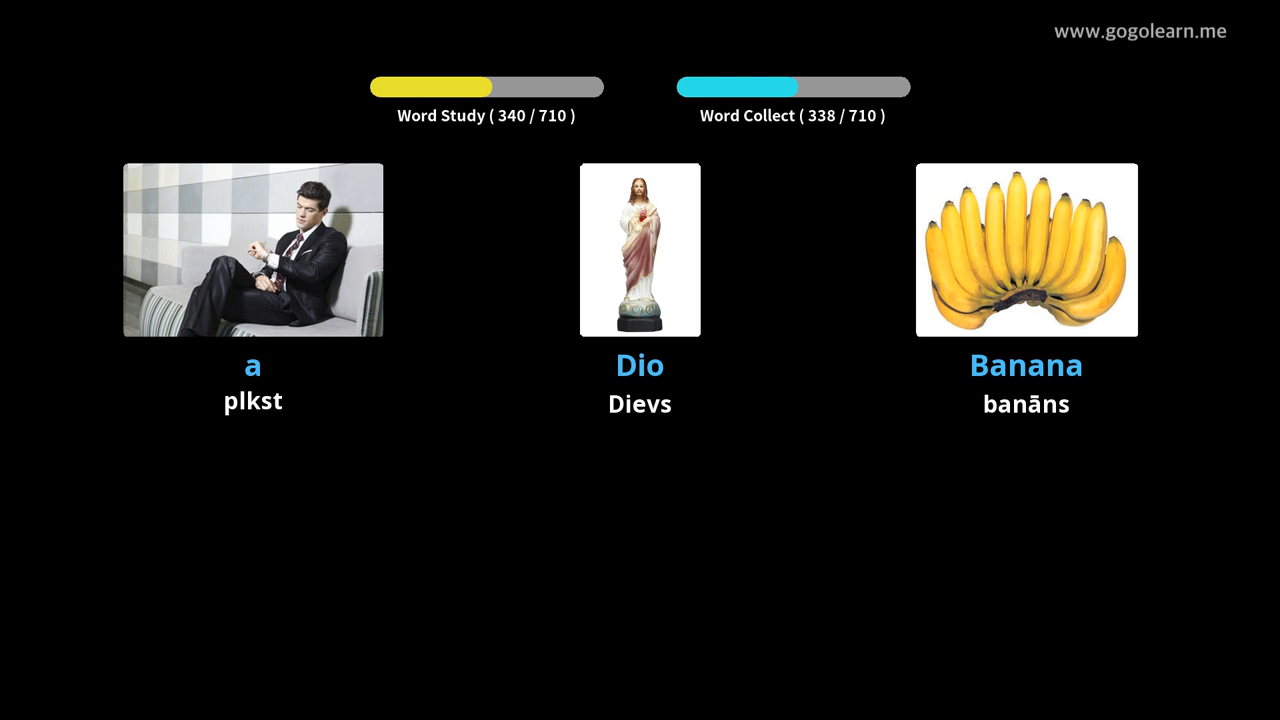 www.gogolearn.me
Word Study ( 340 / 710 )
Word Collect ( 338 / 710 )
a
plkst
Dio
Dievs
Banana
banāns